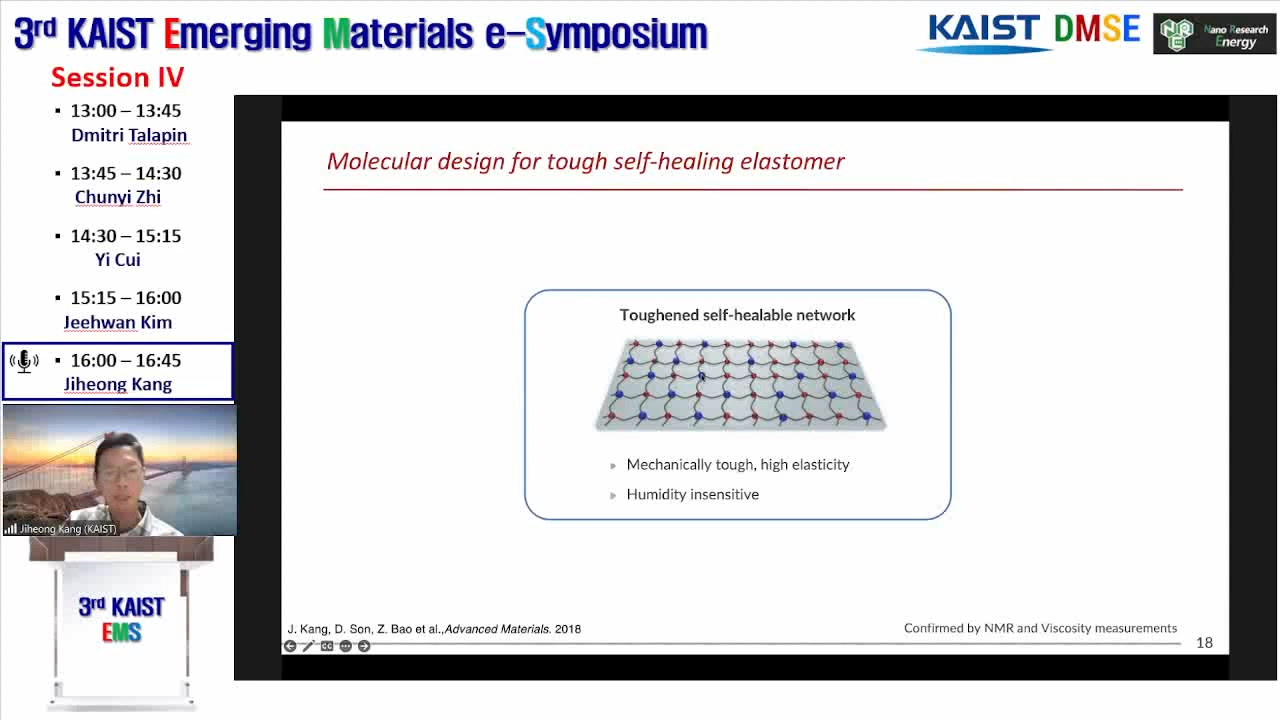 3rd KAIST Emerging Materials e-Symposium
KAIST DMSE
NRE Nano Research Energy
Session IV
▪ 13:00 – 13:45
Dmitri Talapin
▪ 13:45 – 14:30
Chunyi Zhi
▪ 14:30 – 15:15
Yi Cui
▪ 15:15 – 16:00
Jeehwan Kim
▪ 16:00 – 16:45
Jiheong Kang
Jiheong Kang (KAIST)
3rd KAIST
EMS
Molecular design for tough self-healing elastomer
Toughened self-healable network
Mechanically tough, high elasticity
Humidity insensitive
J. Kang, D. Son, Z. Bao et al.,Advanced Materials. 2018
Confirmed by NMR and Viscosity measurements
18